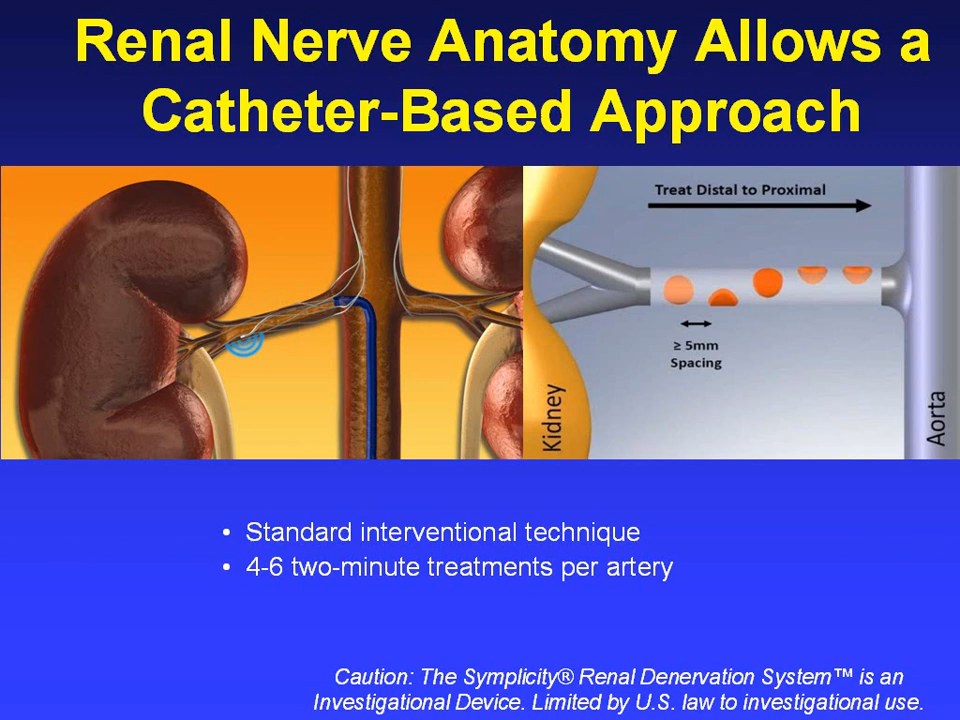 Renal Nerve Anatomy Allows a
Catheter-Based Approach
Treat Distal to Proximal
≥ 5mm
Spacing
Kidney
Aorta
• Standard interventional technique
• 4-6 two-minute treatments per artery
Caution: The Symplicity® Renal Denervation System™ is an
Investigational Device. Limited by U.S. law to investigational use.